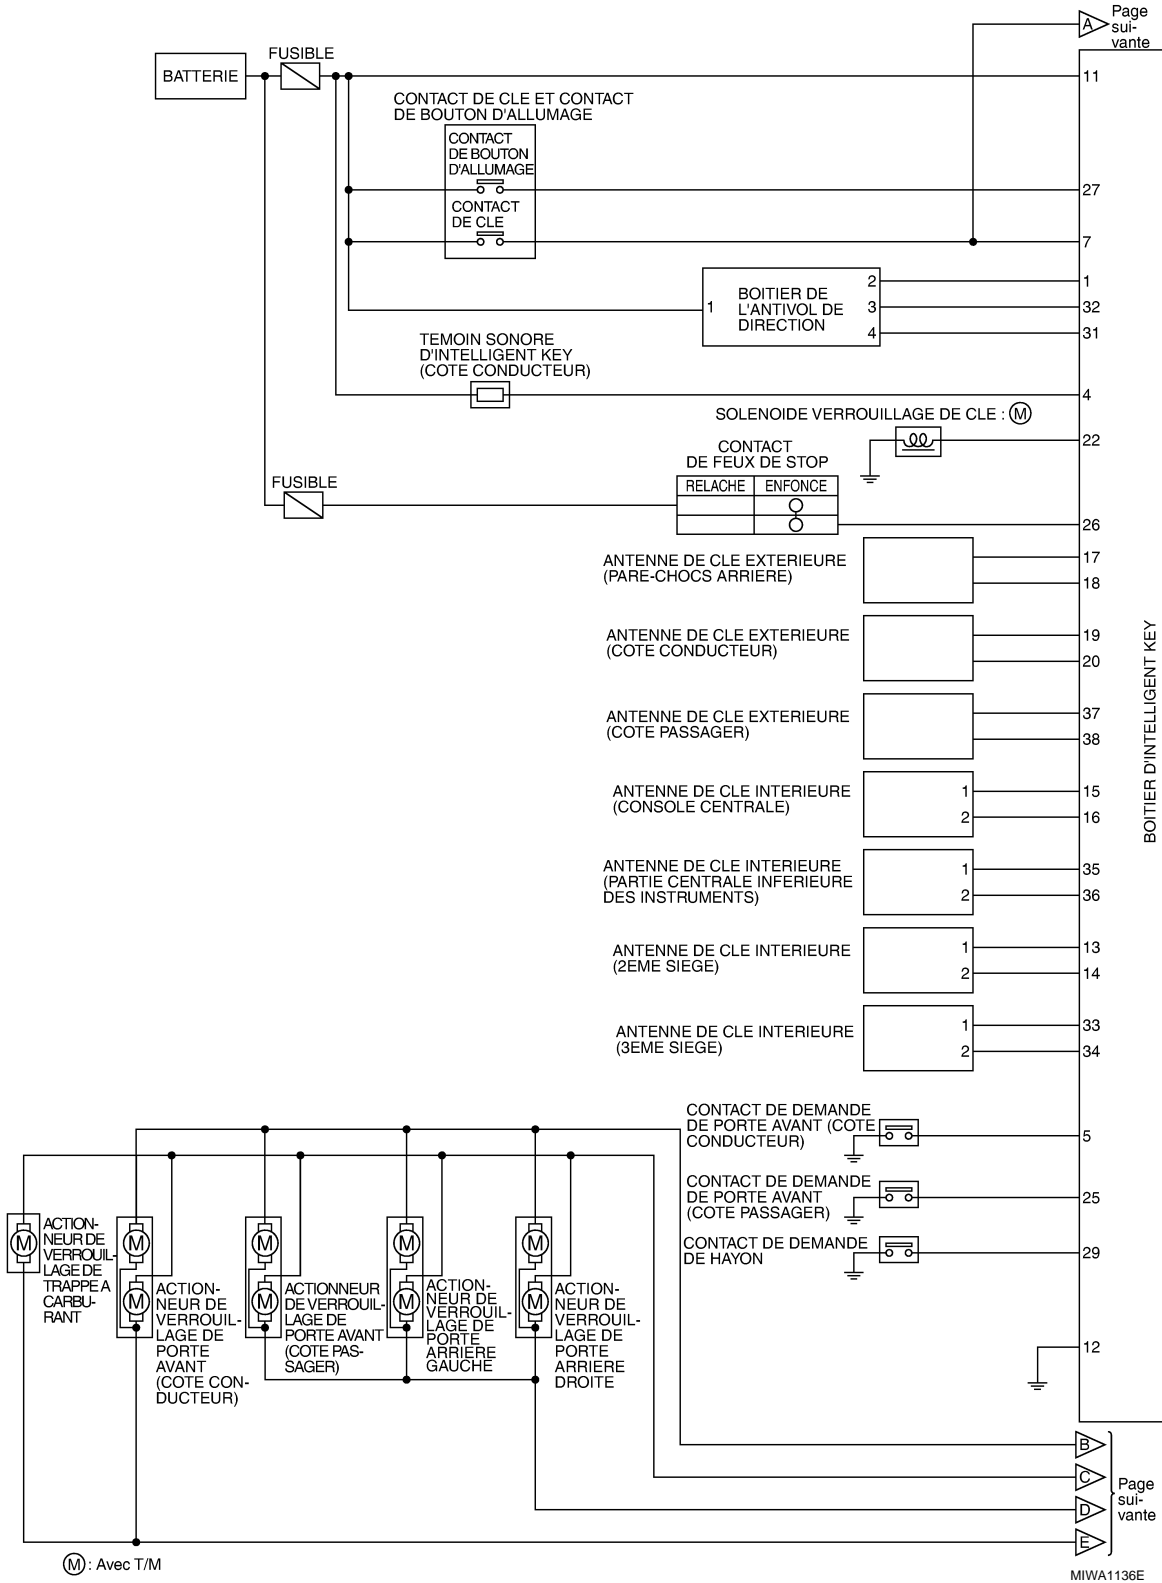 A
Page
sui-
vante
FUSIBLE
BATTERIE
11
CONTACT DE CLE ET CONTACT
DE BOUTON D'ALLUMAGE
CONTACT
DE BOUTON
D'ALLUMAGE
27
CONTACT
DE CLE
7
BOITIER DE
L'ANTIVOL DE
DIRECTION
1
2
3
4
1
32
31
TEMOIN SONORE
D'INTELLIGENT KEY
(COTE CONDUCTEUR)
4
SOLENOIDE VERROUILLAGE DE CLE : M
22
CONTACT
DE FEUX DE STOP
RELACHE ENFONCE
FUSIBLE
26
ANTENNE DE CLE EXTERIEURE
(PARE-CHOCS ARRIERE)
17
18
ANTENNE DE CLE EXTERIEURE
(COTE CONDUCTEUR)
19
20
BOITIER D'INTELLIGENT KEY
ANTENNE DE CLE EXTERIEURE
(COTE PASSAGER)
37
38
ANTENNE DE CLE INTERIEURE
(CONSOLE CENTRALE)
1 15
2 16
ANTENNE DE CLE INTERIEURE
(PARTIE CENTRALE INFERIEURE
DES INSTRUMENTS)
1 35
2 36
ANTENNE DE CLE INTERIEURE
(2EME SIEGE)
1 13
2 14
ANTENNE DE CLE INTERIEURE
(3EME SIEGE)
1 33
2 34
CONTACT DE DEMANDE
DE PORTE AVANT (COTE
CONDUCTEUR)
5
CONTACT DE DEMANDE
DE PORTE AVANT
(COTE PASSAGER)
25
CONTACT DE DEMANDE
DE HAYON
29
M
ACTION-
NEUR DE
VERROUIL-
LAGE DE
TRAPPE A
CARBU-
RANT
M
M
ACTION-
NEUR DE
VERROUIL-
LAGE DE
PORTE
AVANT
(COTE CON-
DUCTEUR)
M
M
ACTIONNEUR
DE VERROUIL-
LAGE DE
PORTE AVANT
(COTE PAS-
SAGER)
M
M
ACTION-
NEUR DE
VERROUIL-
LAGE DE
PORTE
ARRIERE
GAUCHE
M
M
ACTION-
NEUR DE
VERROUIL-
LAGE DE
PORTE
ARRIERE
DROITE
12
B
C
D
E
Page
sui-
vante
M : Avec T/M
MIWA1136E